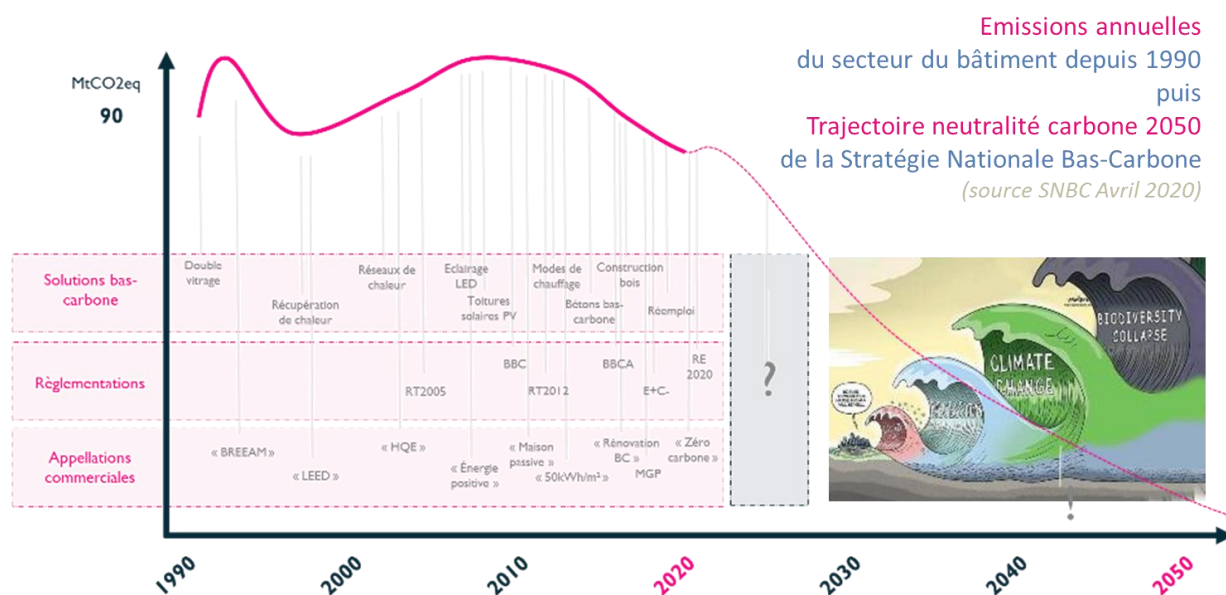 Emissions annuelles
du secteur du bâtiment depuis 1990
puis
Trajectoire neutralité carbone 2050
de la Stratégie Nationale Bas-Carbone
(source SNBC Avril 2020)
MtCO2eq
90
Solutions bas-
carbone
Double
vitrage
Récupération
de chaleur
Réseaux de
chaleur
Eclairage
LED
Toitures
solaires PV
Modes de
chauffage
Bétons bas-
carbone
Construction
bois
Réemploi
Règlementations
RT2005
BBC
RT2012
BBCA
E+C-
RE
2020
?
Appellations
commerciales
« BREEAM »
« LEED »
« HQE »
« Énergie
positive »
« Maison
passive »
« 50kWh/m² »
« Rénovation
BC »
MGP
« Zéro
carbone »
CLIMATE
CHANGE
BIODIVERSITY
COLLAPSE
!
1990
2000
2010
2020
2030
2040
2050